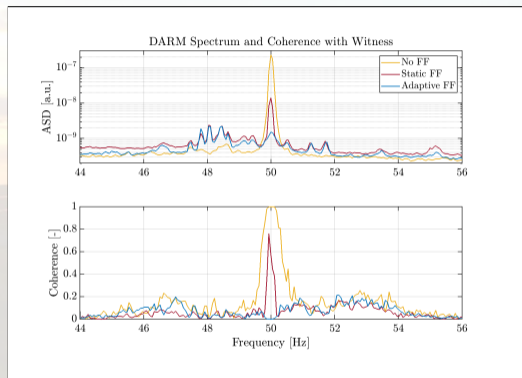 DARM Spectrum and Coherence with Witness
ASD [a.u.]
10⁻⁷
10⁻⁸
10⁻⁹
No FF
Static FF
Adaptive FF
44 46 48 50 52 54 56
Coherence [-]
1
0.8
0.6
0.4
0.2
0
44 46 48 50 52 54 56
Frequency [Hz]